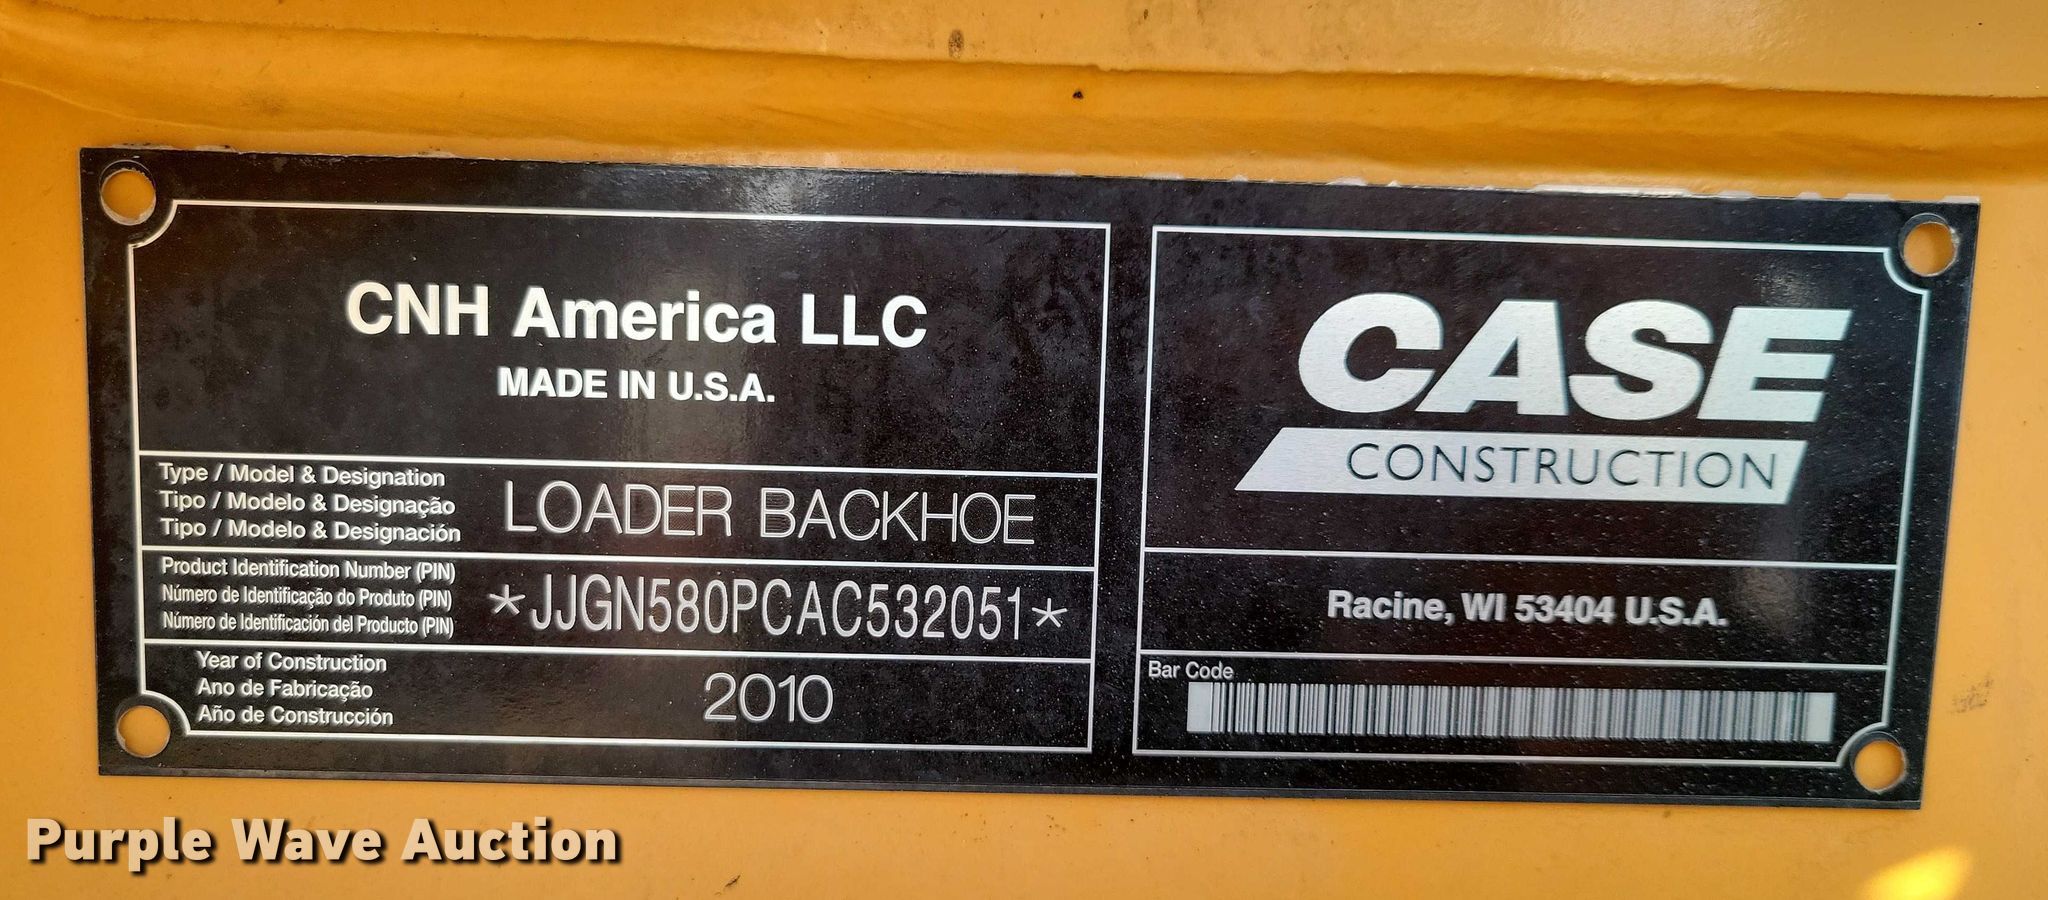 CNH America LLC
MADE IN U.S.A.
Type / Model & Designation
Tipo / Modelo & Designação
Tipo / Modelo & Designación
LOADER BACKHOE
Product Identification Number (PIN)
Número de Identificação do Produto (PIN)
Número de Identificación del Producto (PIN)
*JJGN580PCAC532051*
Year of Construction
Ano de Fabricação
Año de Construcción
2010
CASE
CONSTRUCTION
Racine, WI 53404 U.S.A.
Bar Code
Purple Wave Auction